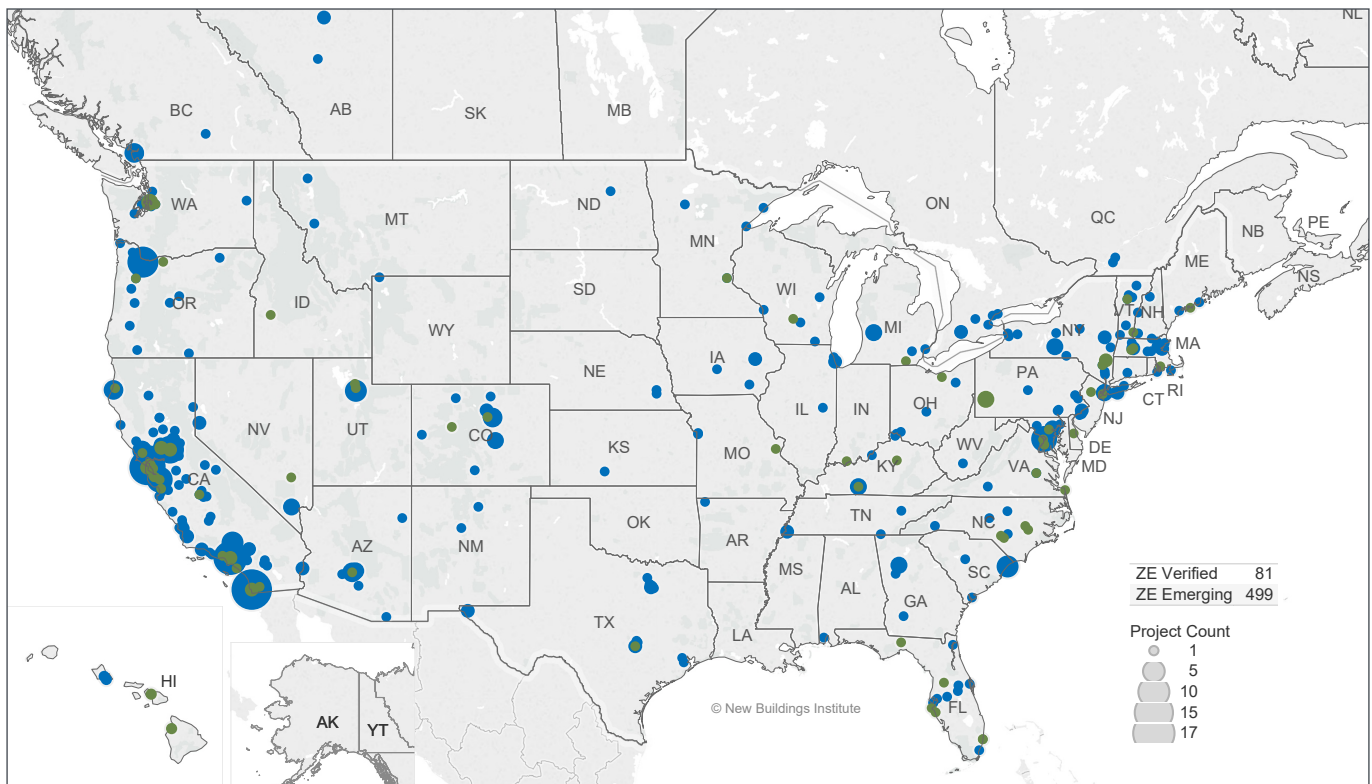 NL
BC
AB
SK
MB
ON
QC
NB
PE
NS
WA
MT
ND
MN
ME
OR
ID
SD
WI
MI
VT
NH
NY
MA
WY
IA
NE
PA
CT
RI
NV
UT
CO
IL
IN
OH
NJ
CA
KS
MO
WV
DE
KY
VA
MD
AZ
NM
OK
TN
NC
AR
MS
AL
SC
GA
TX
LA
FL
HI
AK
YT
ZE Verified 81
ZE Emerging 499
Project Count
1
5
10
15
17
© New Buildings Institute